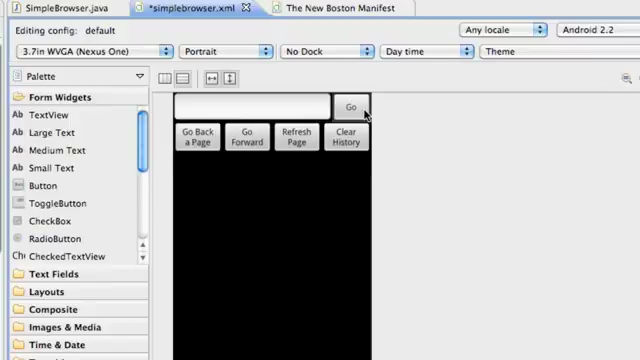 SimpleBrowser.java
*simplebrowser.xml
The New Boston Manifest
Editing config: default
Any locale
Android 2.2
3.7in WVGA (Nexus One)
Portrait
No Dock
Day time
Theme
Palette
Form Widgets
Ab TextView
Ab Large Text
Ab Medium Text
Ab Small Text
Button
ToggleButton
CheckBox
RadioButton
CheckedTextView
Text Fields
Layouts
Composite
Images & Media
Time & Date
Go
Go Back
a Page
Go
Forward
Refresh
Page
Clear
History